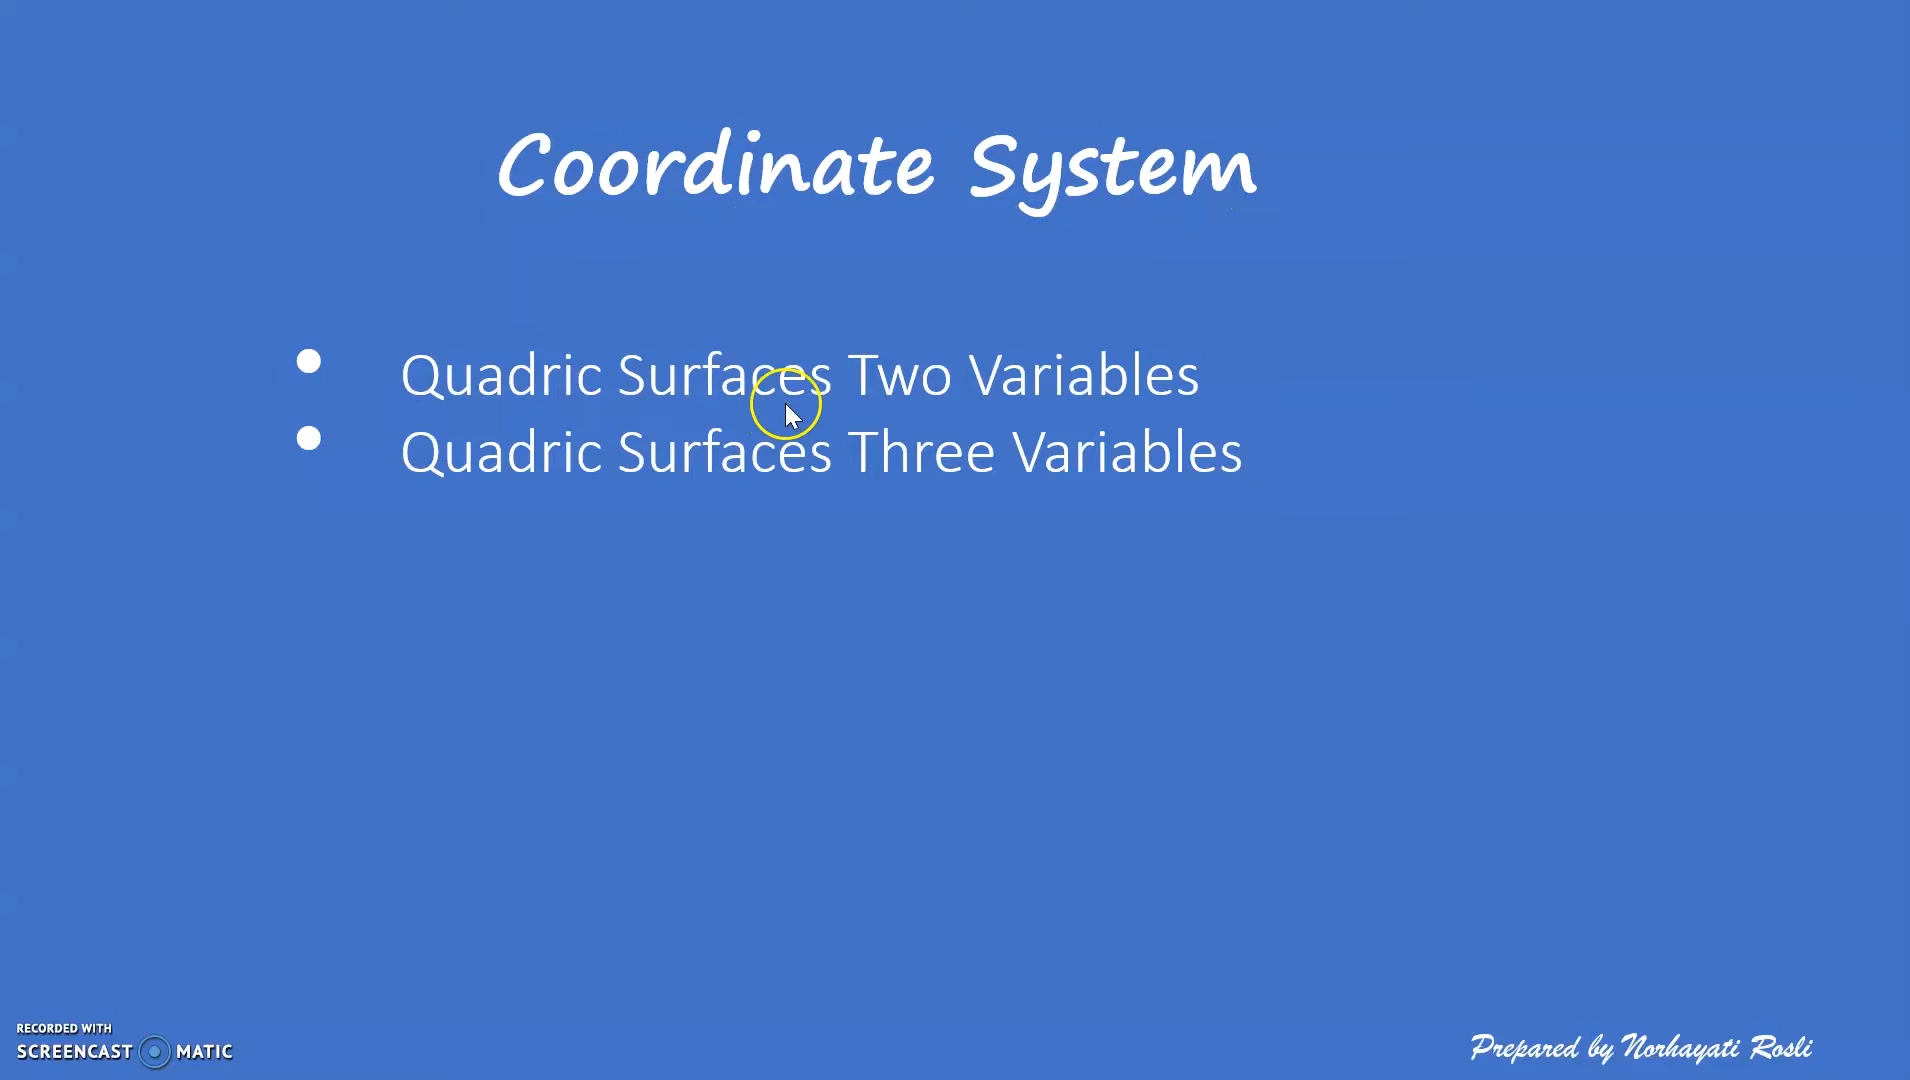 Coordinate System
• Quadric Surfaces Two Variables
• Quadric Surfaces Three Variables
RECORDED WITH
SCREENCAST MATIC
Prepared by Norhayati Rosli